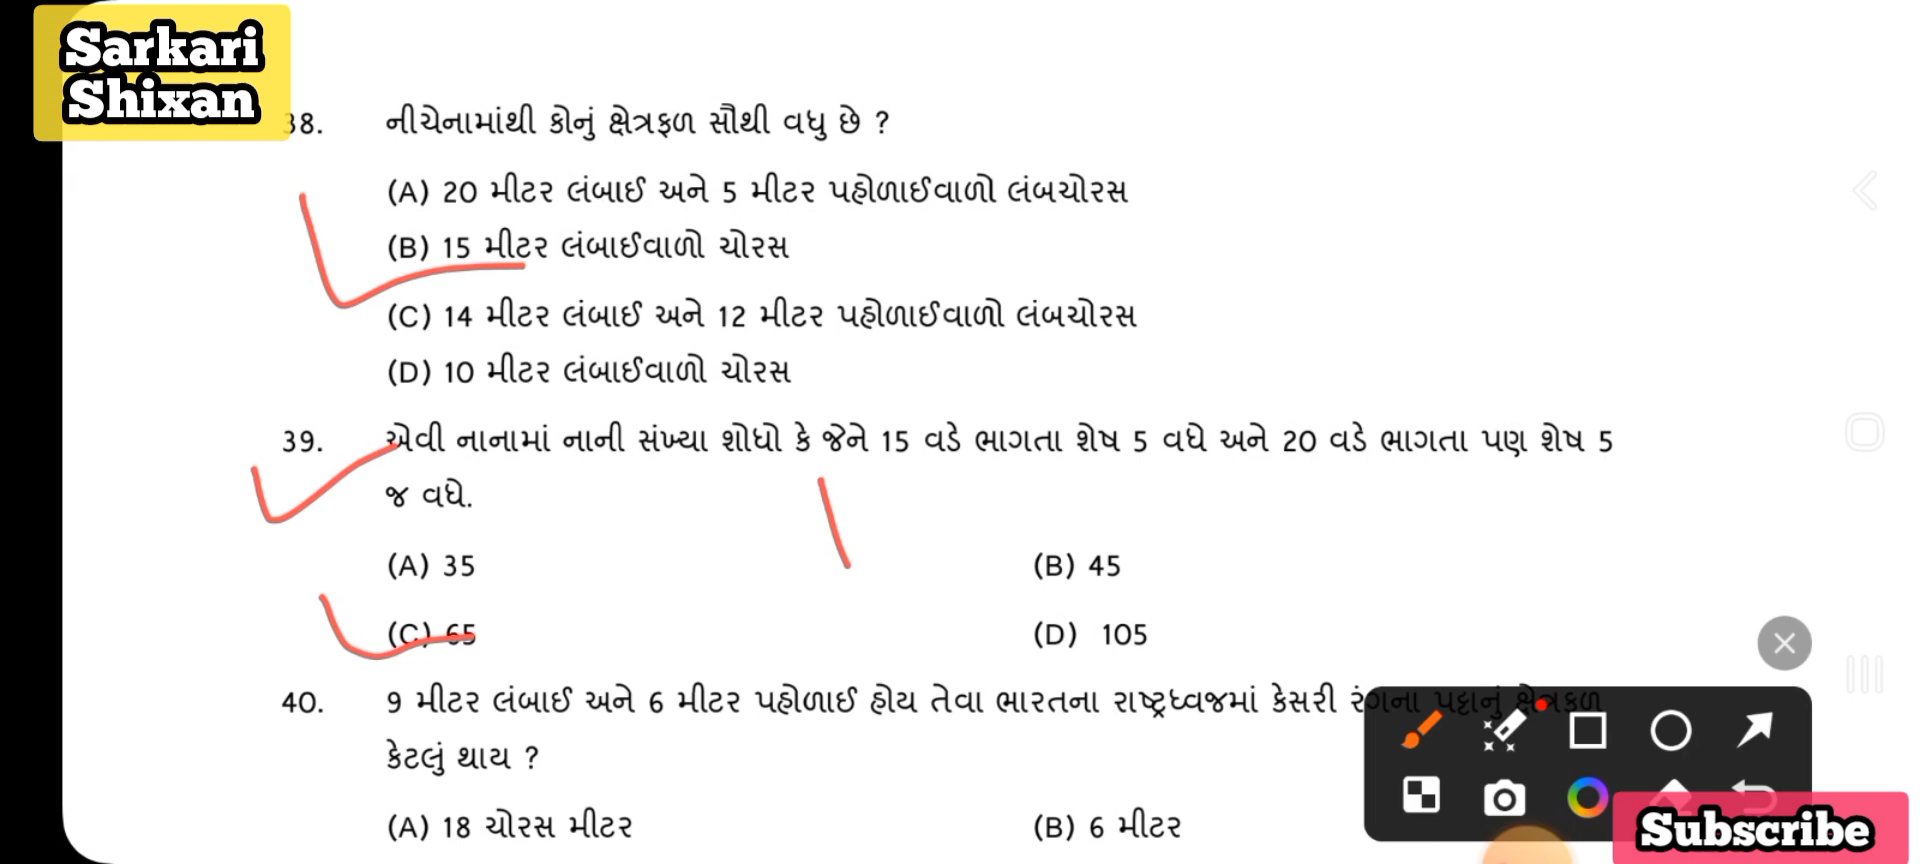 Sarkari
Shixan
38. નીચેનામાંથી કોનું ક્ષેત્રફળ સૌથી વધુ છે ?
(A) 20 મીટર લંબાઈ અને 5 મીટર પહોળાઈવાળો લંબચોરસ
(B) 15 મીટર લંબાઈવાળો ચોરસ
(C) 14 મીટર લંબાઈ અને 12 મીટર પહોળાઈવાળો લંબચોરસ
(D) 10 મીટર લંબાઈવાળો ચોરસ
39. એવી નાનામાં નાની સંખ્યા શોધો કે જેને 15 વડે ભાગતા શેષ 5 વધે અને 20 વડે ભાગતા પણ શેષ 5
જ વધે.
(A) 35 (B) 45
(C) 65 (D) 105
40. 9 મીટર લંબાઈ અને 6 મીટર પહોળાઈ હોય તેવા ભારતના રાષ્ટ્રધ્વજમાં કેસરી રંગના પટ્ટાનું ક્ષેત્રફળ
કેટલું થાય ?
(A) 18 ચોરસ મીટર (B) 6 મીટર
Subscribe